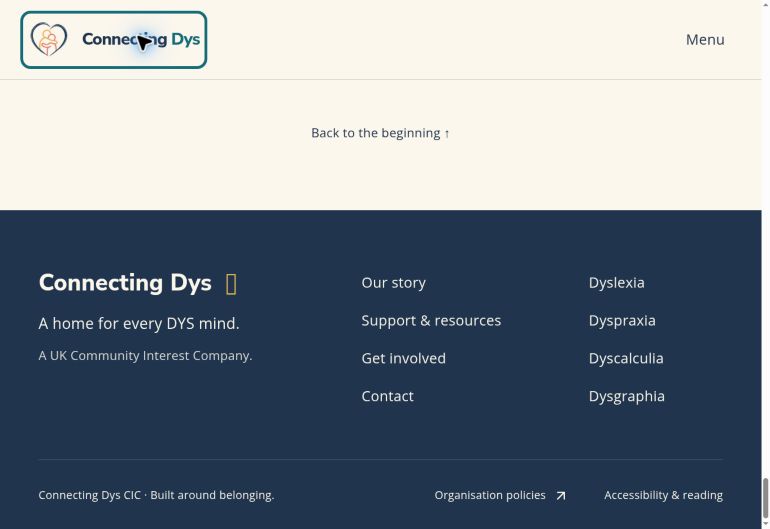 Connecting Dys
Menu
Back to the beginning ↑
Connecting Dys
A home for every DYS mind.
A UK Community Interest Company.
Our story
Support & resources
Get involved
Contact
Dyslexia
Dyspraxia
Dyscalculia
Dysgraphia
Connecting Dys CIC · Built around belonging.
Organisation policies
Accessibility & reading